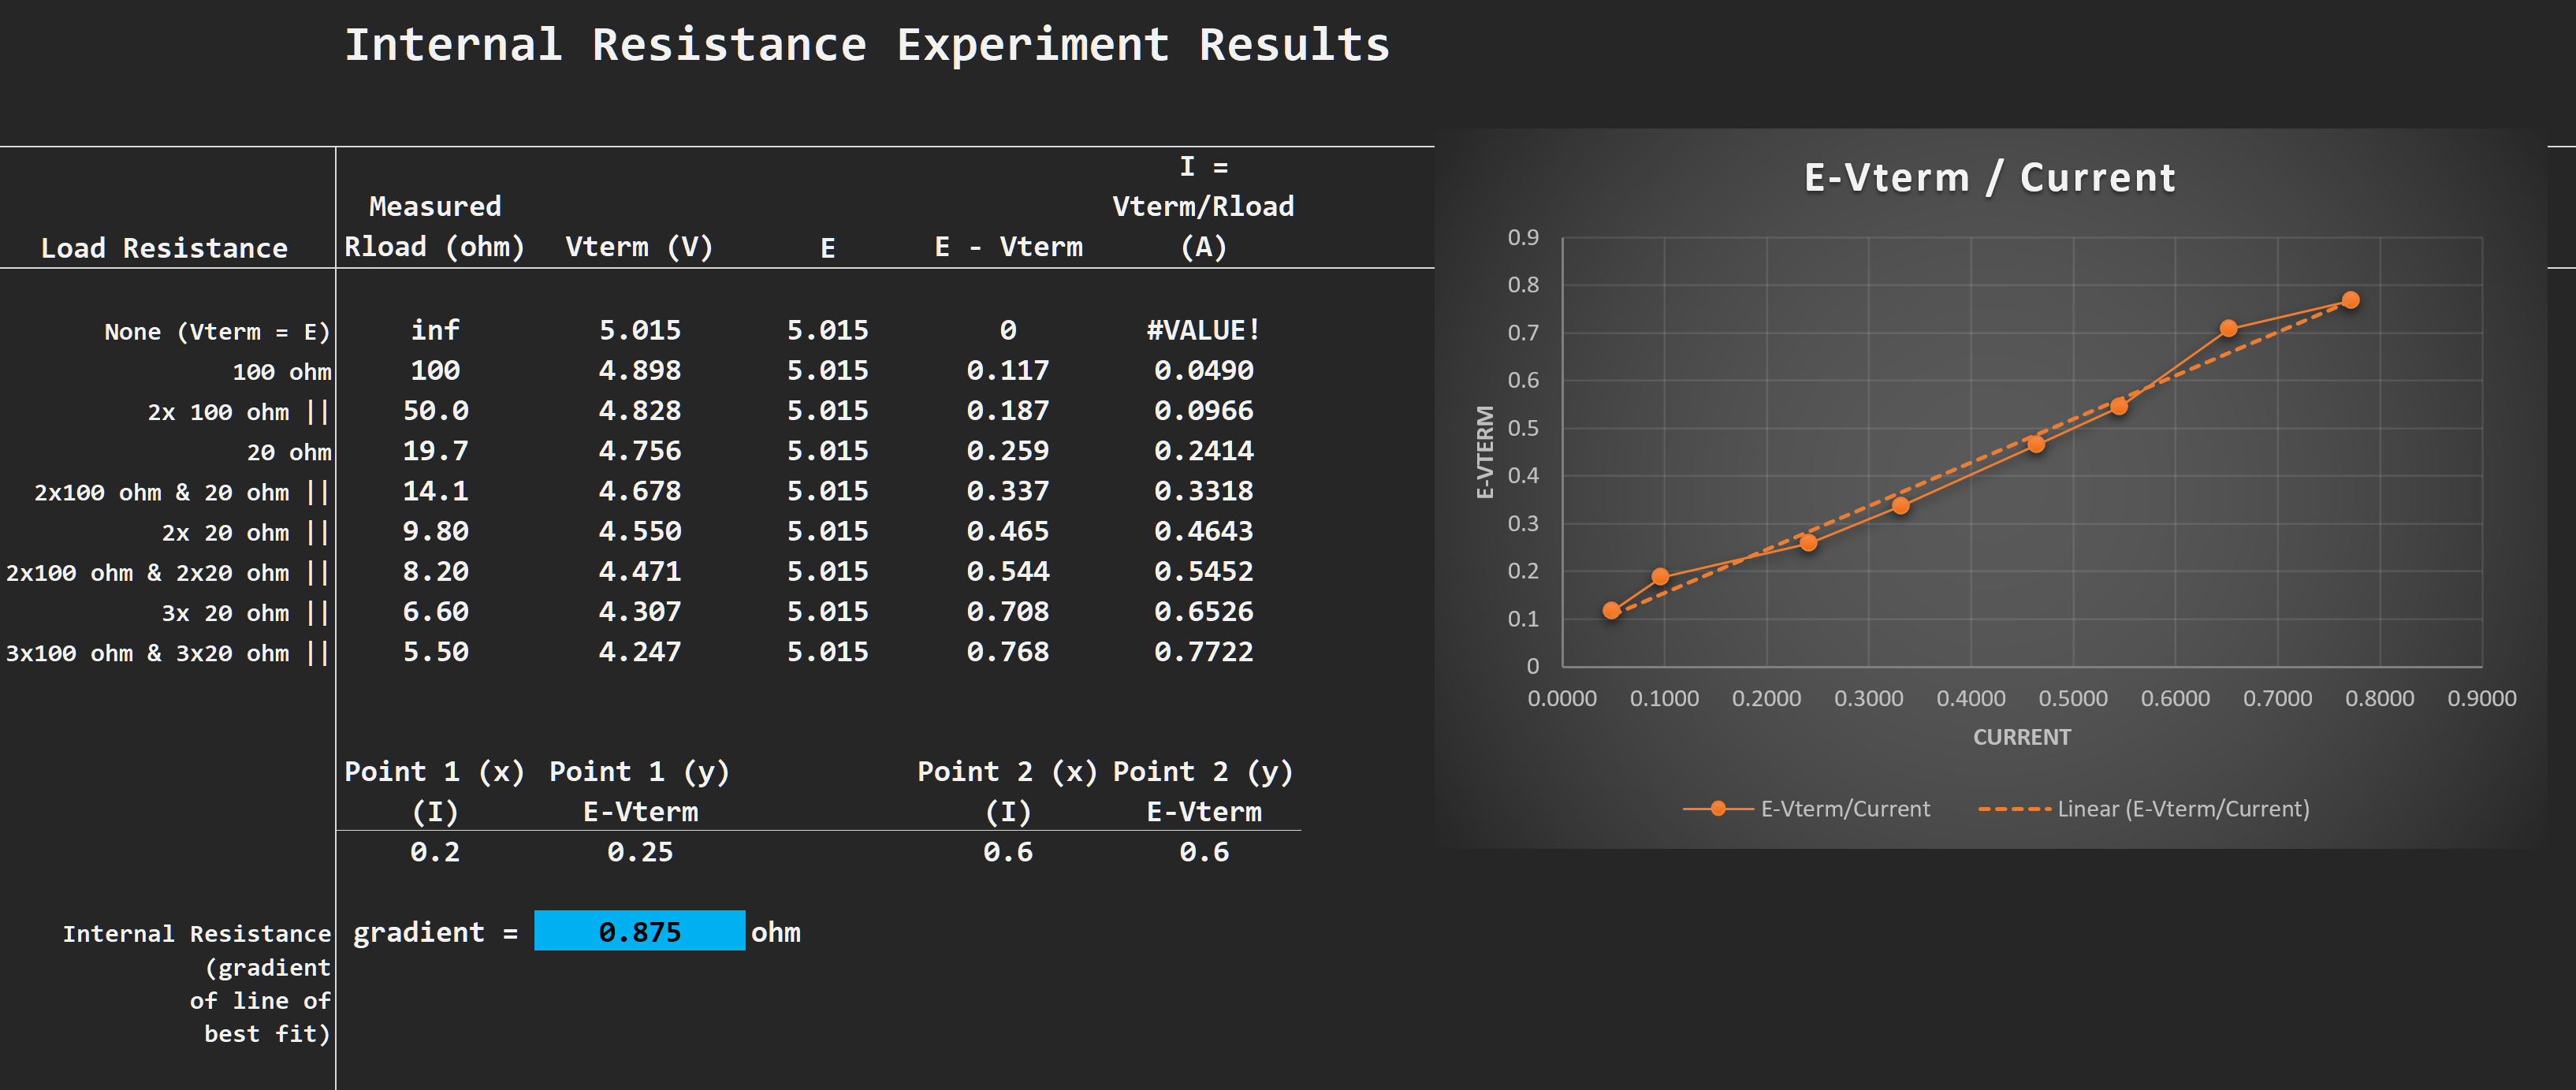 Internal Resistance Experiment Results
I =
Measured Vterm/Rload
Load Resistance Rload (ohm) Vterm (V) E E - Vterm (A)
None (Vterm = E) inf 5.015 5.015 0 #VALUE!
100 ohm 100 4.898 5.015 0.117 0.0490
2x 100 ohm || 50.0 4.828 5.015 0.187 0.0966
20 ohm 19.7 4.756 5.015 0.259 0.2414
2x100 ohm & 20 ohm || 14.1 4.678 5.015 0.337 0.3318
2x 20 ohm || 9.80 4.550 5.015 0.465 0.4643
2x100 ohm & 2x20 ohm || 8.20 4.471 5.015 0.544 0.5452
3x 20 ohm || 6.60 4.307 5.015 0.708 0.6526
3x100 ohm & 3x20 ohm || 5.50 4.247 5.015 0.768 0.7722
Point 1 (x) Point 1 (y) Point 2 (x) Point 2 (y)
(I) E-Vterm (I) E-Vterm
0.2 0.25 0.6 0.6
Internal Resistance gradient = 0.875 ohm
(gradient
of line of
best fit)
E-Vterm / Current
0.9
0.8
0.7
0.6
0.5
0.4
0.3
0.2
0.1
0
E-VTERM
0.0000 0.1000 0.2000 0.3000 0.4000 0.5000 0.6000 0.7000 0.8000 0.9000
CURRENT
E-Vterm/Current Linear (E-Vterm/Current)